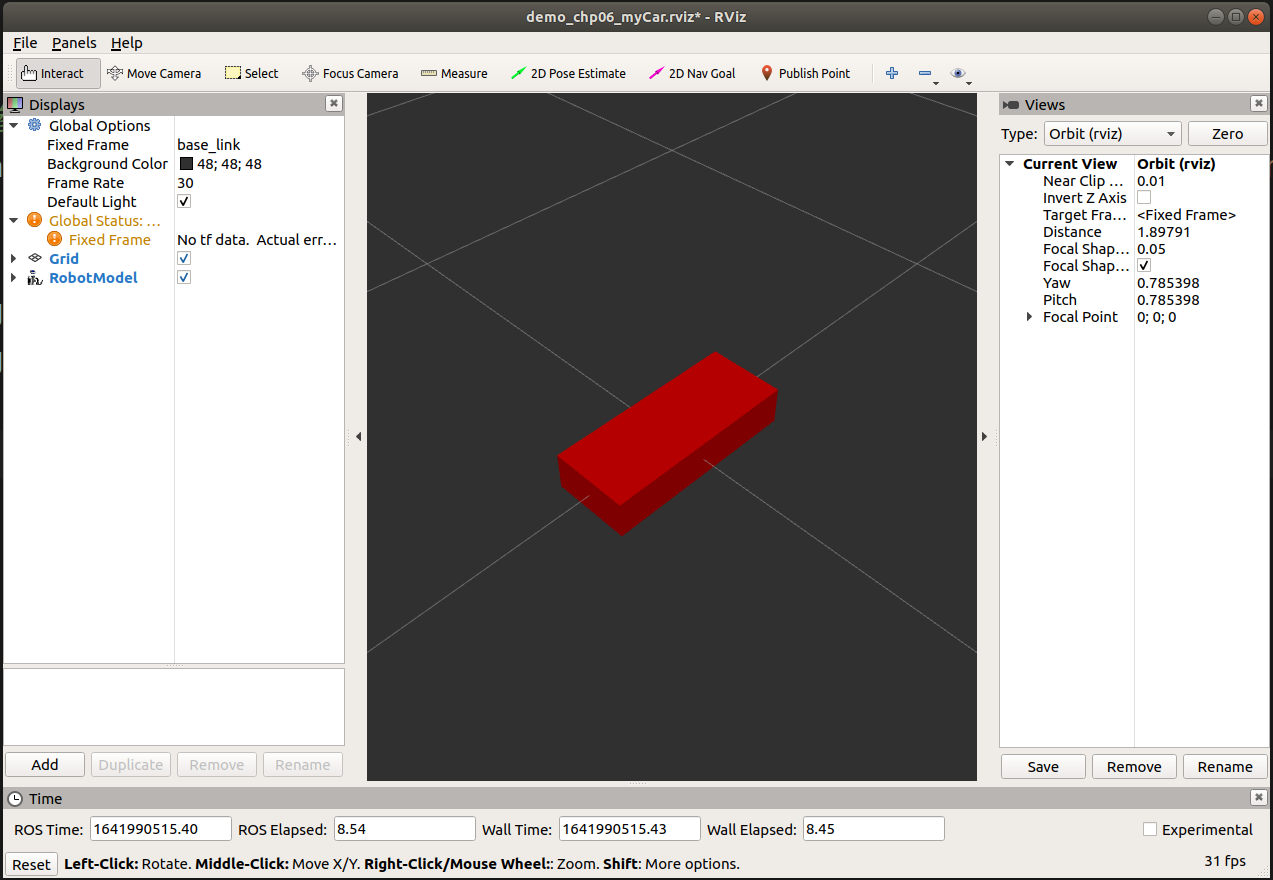 demo_chp06_myCar.rviz* - RViz
File Panels Help
Interact Move Camera Select Focus Camera Measure 2D Pose Estimate 2D Nav Goal Publish Point
Displays
Global Options
Fixed Frame base_link
Background Color 48; 48; 48
Frame Rate 30
Default Light
Global Status: ...
Fixed Frame No tf data. Actual err...
Grid
RobotModel
Add Duplicate Remove Rename
Views
Type: Orbit (rviz) Zero
Current View Orbit (rviz)
Near Clip ... 0.01
Invert Z Axis
Target Fra... <Fixed Frame>
Distance 1.89791
Focal Shap... 0.05
Focal Shap...
Yaw 0.785398
Pitch 0.785398
Focal Point 0; 0; 0
Save Remove Rename
Time
ROS Time: 1641990515.40 ROS Elapsed: 8.54 Wall Time: 1641990515.43 Wall Elapsed: 8.45 Experimental
Reset Left-Click: Rotate. Middle-Click: Move X/Y. Right-Click/Mouse Wheel:: Zoom. Shift: More options. 31 fps